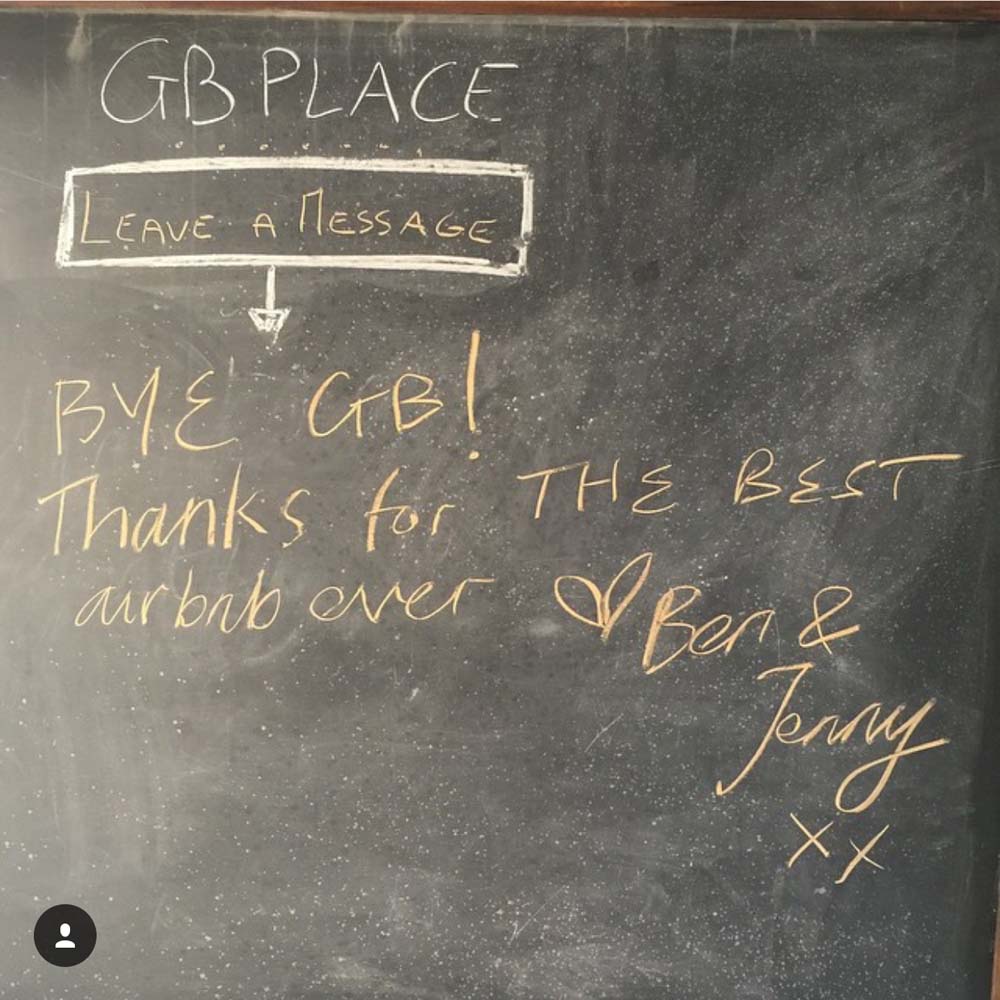 GB PLACE
LEAVE A MESSAGE
BYE GB!
Thanks for THE BEST
airbnb ever ♡ Ben &
Jenny
xx